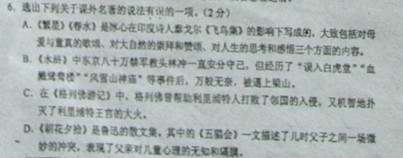 6. 选出下列关于课外名著的说法有误的一项。(2分)
A.《繁星》《春水》是冰心在印度诗人泰戈尔《飞鸟集》的影响下写成的，大致包括对母
爱与童真的歌颂、对大自然的崇拜和赞颂、对人生的思考和感悟三个方面的内容。
B.《水浒》中东京八十万禁军教头林冲一直安分守己，但经历了“误入白虎堂”“血
溅鸳鸯楼”“风雪山神庙”等事件后，万般无奈，被逼上梁山。
C. 在《格列佛游记》中，格列佛曾帮助利里浦特人打败了邻国的入侵，又机智地扑
灭了利里浦特王宫的大火。
D.《朝花夕拾》是鲁迅的散文集，其中的《五猖会》一文描述了儿时父子之间一场微
妙的冲突，表现了父亲对儿童心理的无知和隔膜。